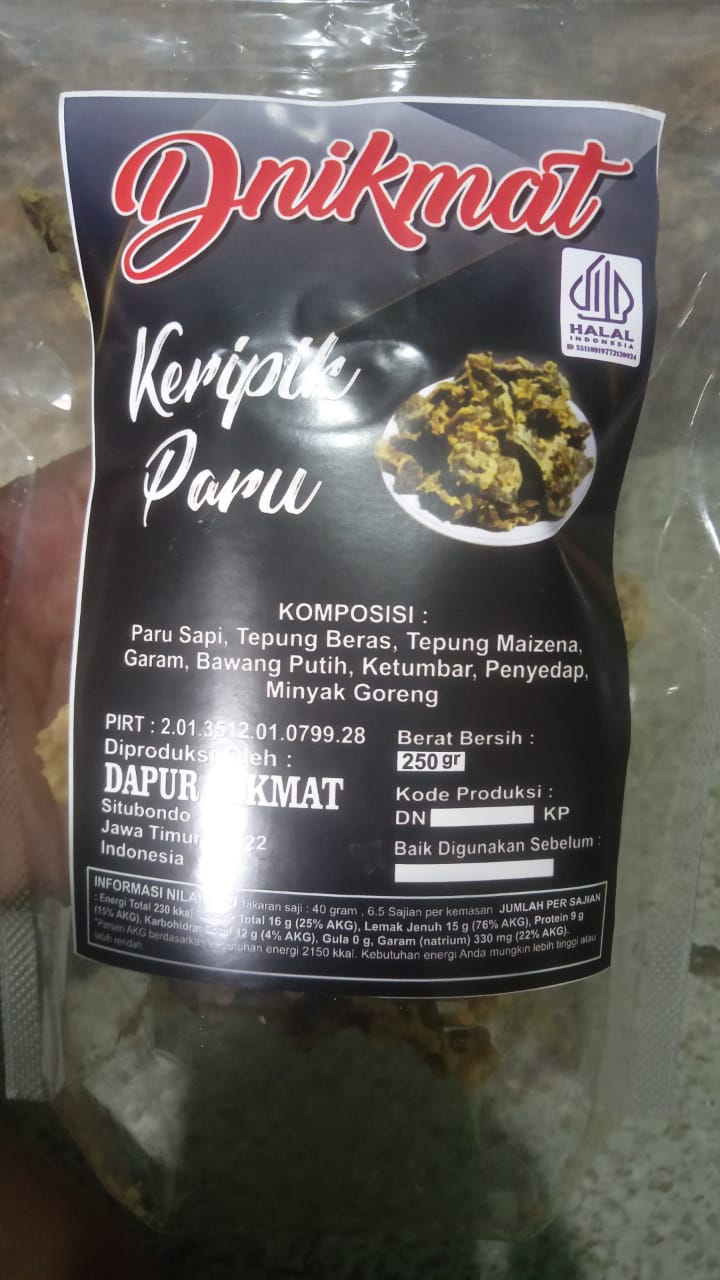 Dnikmat
HALAL
INDONESIA
ID 35110019772120924
Keripik
Paru
KOMPOSISI :
Paru Sapi, Tepung Beras, Tepung Maizena,
Garam, Bawang Putih, Ketumbar, Penyedap,
Minyak Goreng
PIRT : 2.01.3512.01.0799.28
Diproduksi :
DAPUR
Situbondo
Jawa Timur
Indonesia
Berat Bersih :
250 gr
Kode Produksi :
DN KP
Baik Digunakan Sebelum :
INFORMASI takaran saji : 40 gram , 6.5 Sajian per kemasan JUMLAH PER SAJIAN
: Energi Total 230 kkal Total 16 g (25% AKG), Lemak Jenuh 15 g (76% AKG), Protein 9 g
(15% AKG), Karbohidrat 12 g (4% AKG), Gula 0 g, Garam (natrium) 330 mg (22% AKG).
*Persen AKG berdasarkan kebutuhan energi 2150 kkal. Kebutuhan energi Anda mungkin lebih tinggi atau
lebih rendah